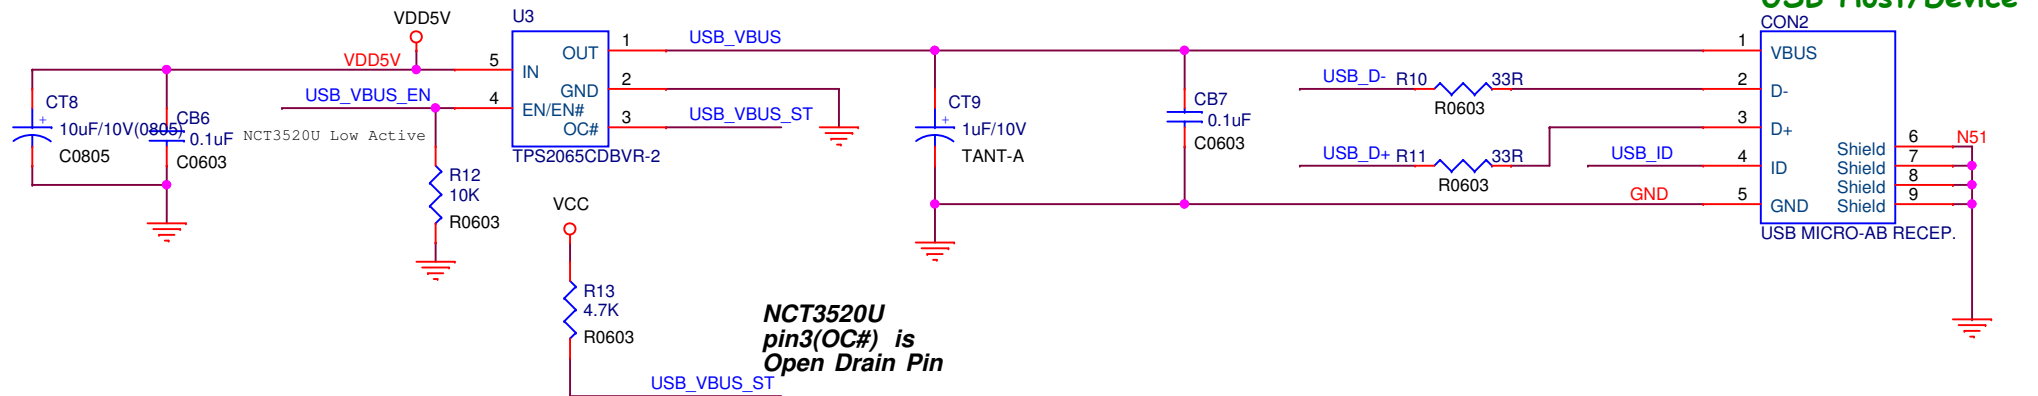 USB Host/Device
VDD5V
U3
CON2
VDD5V
5
IN
OUT
1
USB_VBUS
1
VBUS
USB_VBUS_EN
4
EN/EN#
GND
2
OC#
3
USB_VBUS_ST
TPS2065CDBVR-2
CT8
+
10uF/10V(0805)
C0805
CB6
0.1uF
C0603
NCT3520U Low Active
R12
10K
R0603
CT9
+
1uF/10V
TANT-A
CB7
0.1uF
C0603
USB_D-
R10
33R
R0603
2
D-
3
D+
USB_D+
R11
33R
R0603
USB_ID
4
ID
GND
5
GND
Shield
6
N51
Shield
7
Shield
8
Shield
9
USB MICRO-AB RECEP.
VCC
R13
4.7K
R0603
USB_VBUS_ST
NCT3520U
pin3(OC#) is
Open Drain Pin